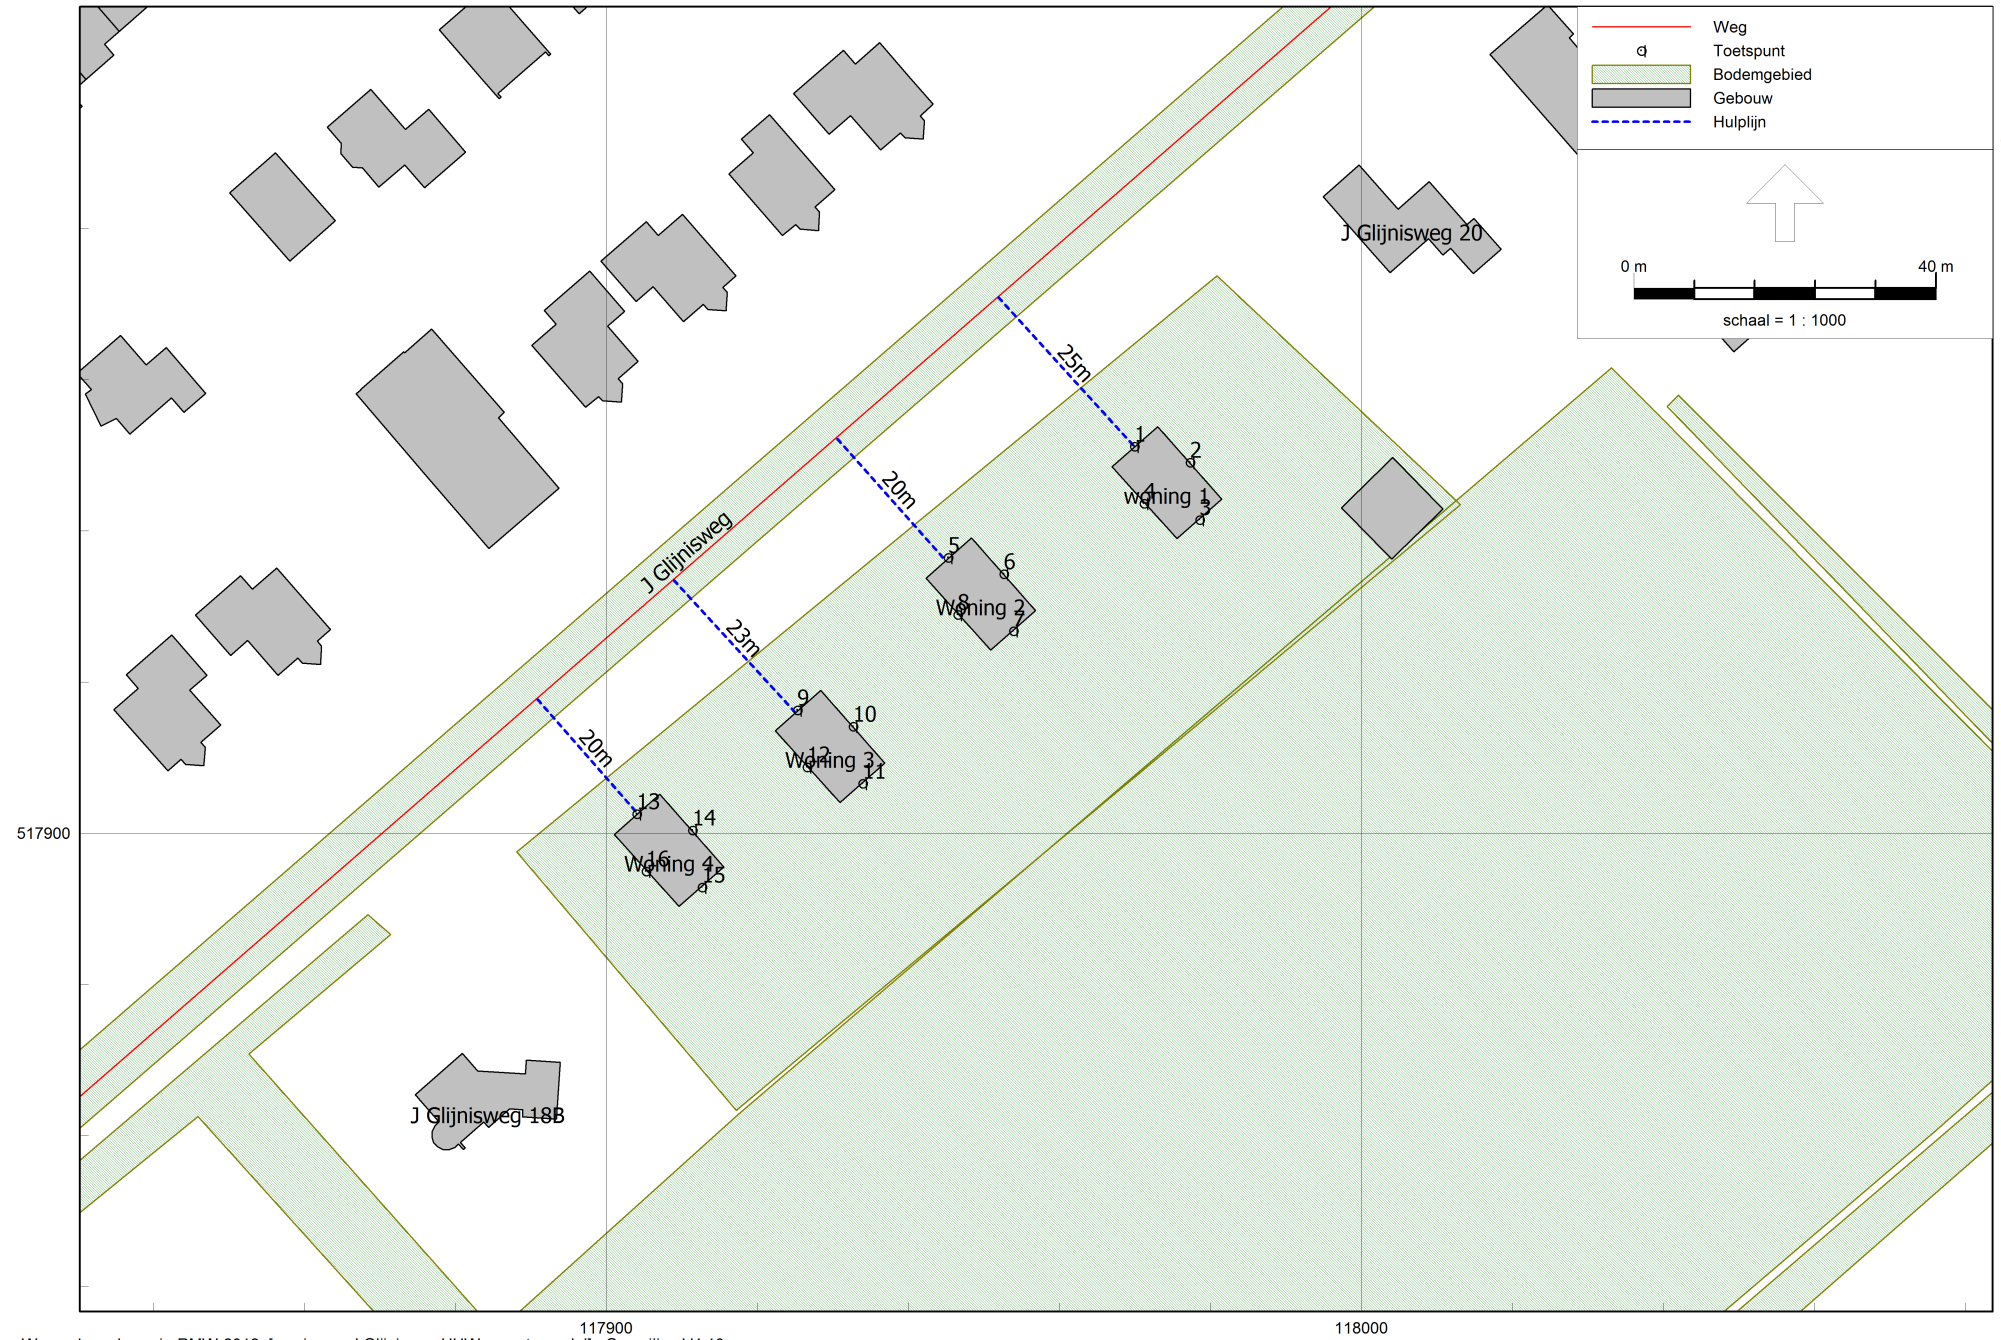 Weg
Toetspunt
Bodemgebied
Gebouw
Hulplijn
0 m
40 m
schaal = 1 : 1000
J Glijnisweg 20
25m
1
2
4
woning 1
3
20m
5
6
8
Woning 2
7
J Glijnisweg
23m
9
10
12
Woning 3
11
20m
13
14
16
Woning 4
15
517900
J Glijnisweg 18B
117900
118000